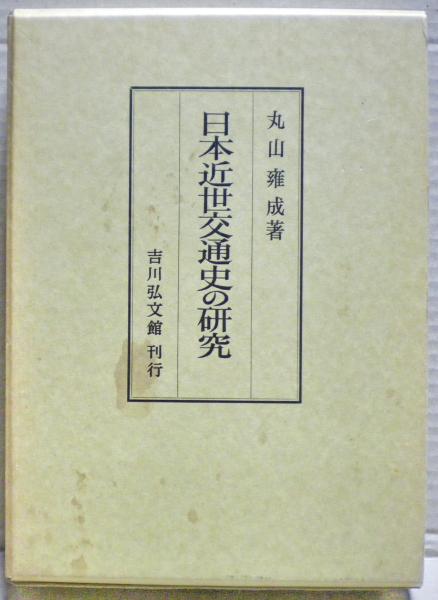 丸山雍成著
日本近世交通史の研究
吉川弘文館 刊行